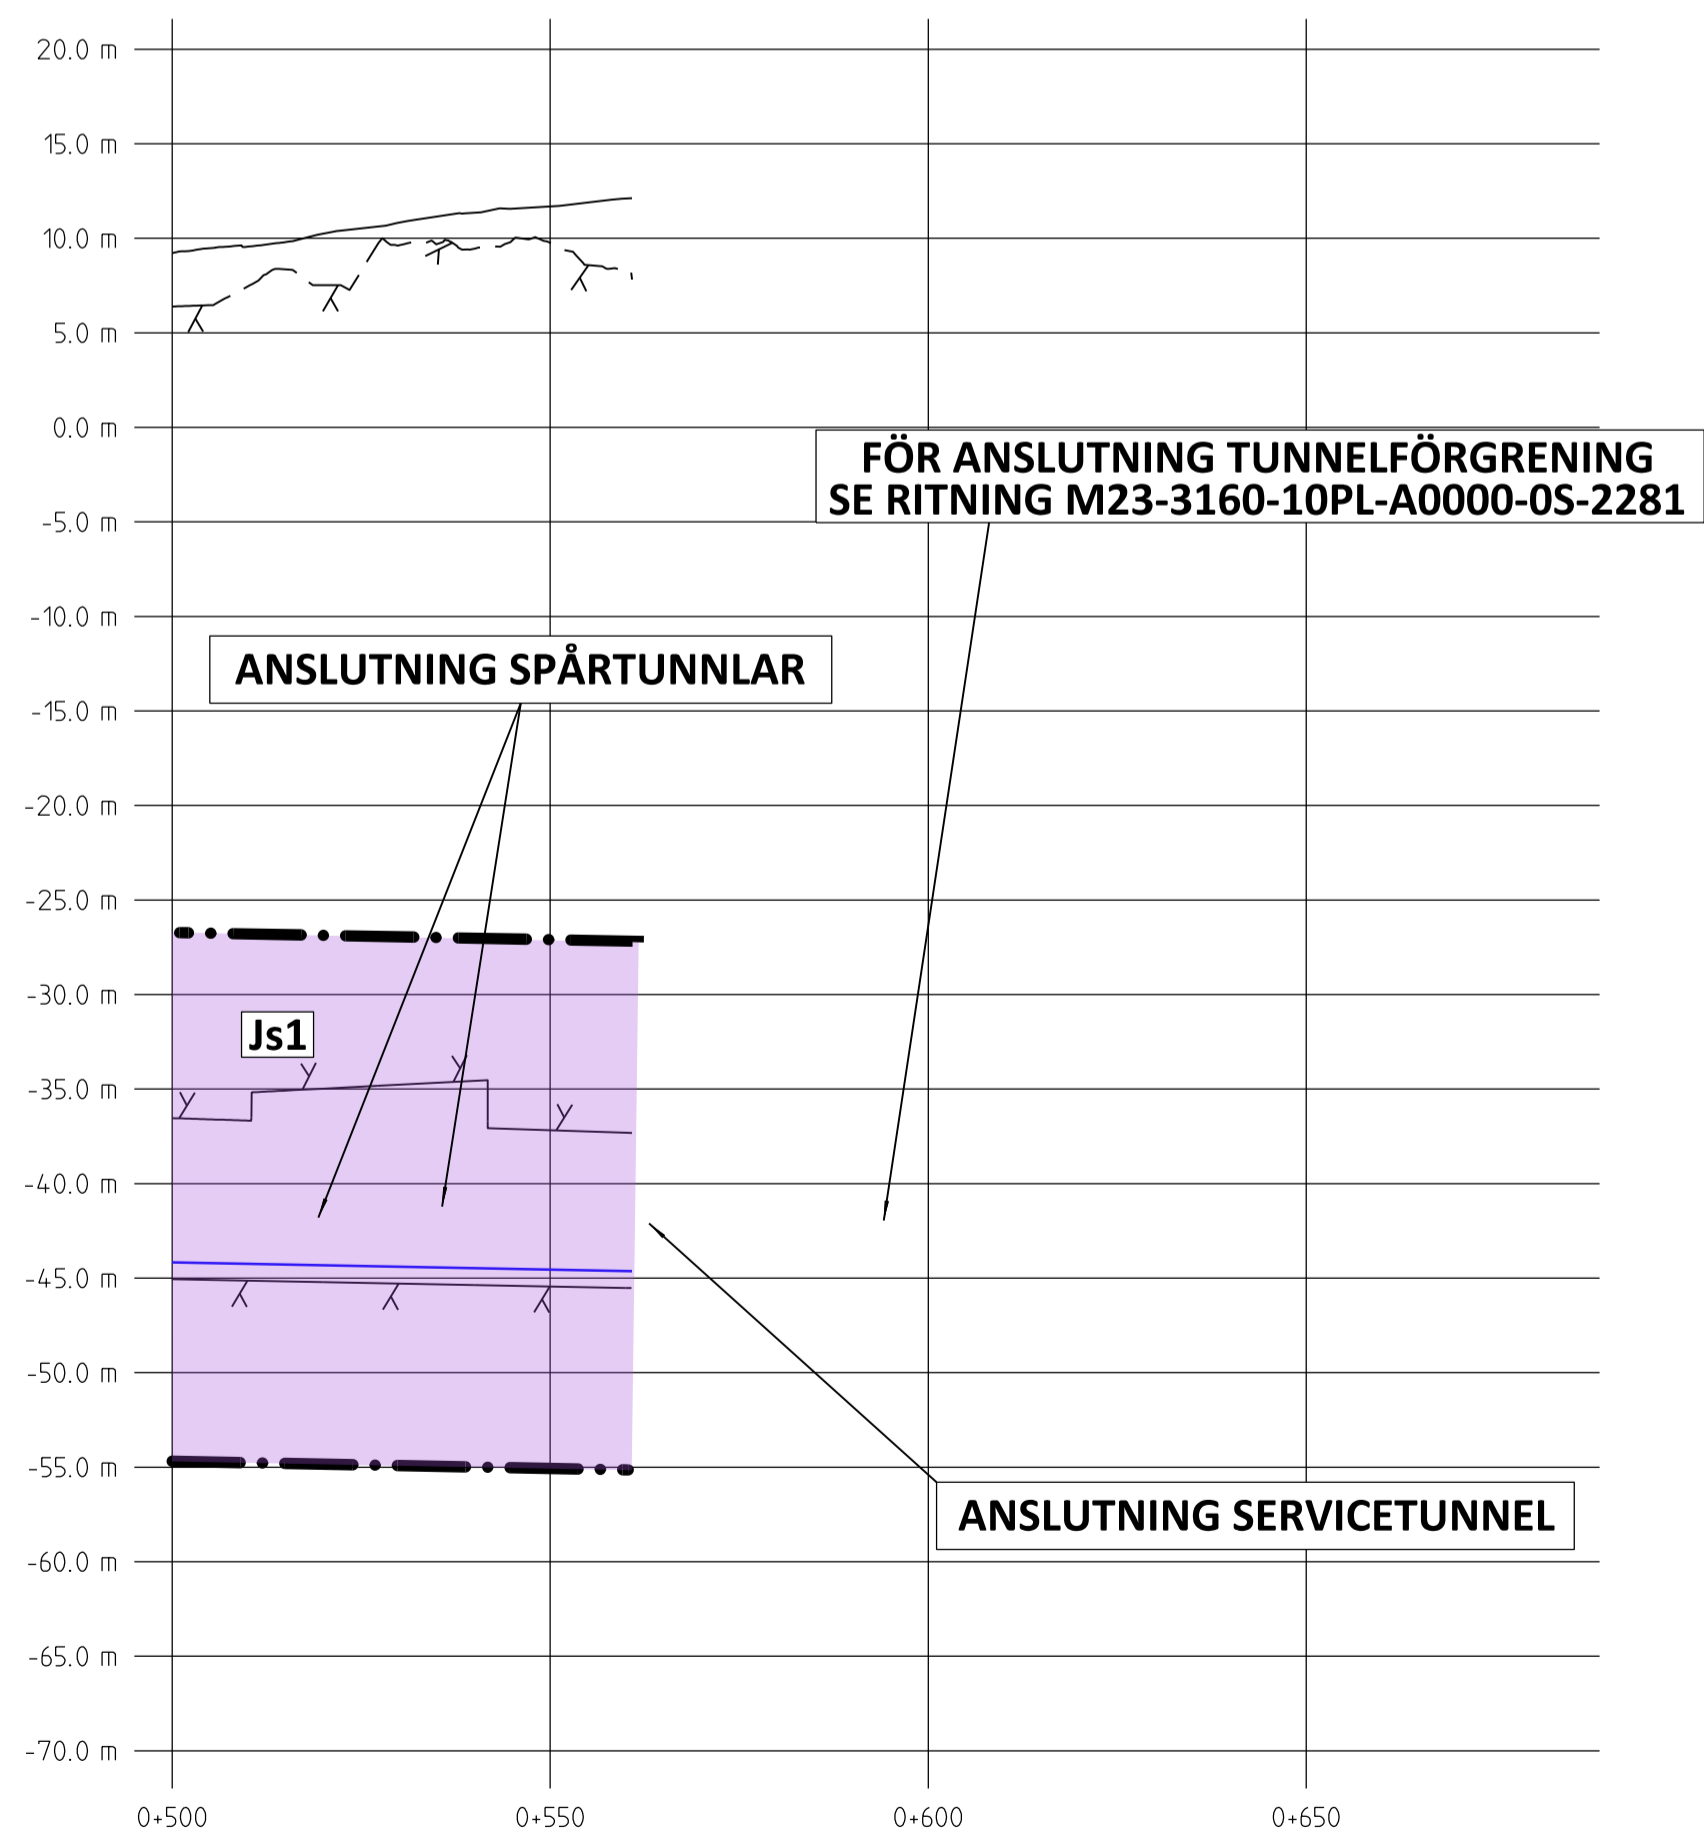 20.0 m
15.0 m
10.0 m
5.0 m
0.0 m
FÖR ANSLUTNING TUNNELFÖRGRENING
SE RITNING M23-3160-10PL-A0000-0S-2281
-5.0 m
-10.0 m
ANSLUTNING SPÅRTUNNLAR
-15.0 m
-20.0 m
-25.0 m
-30.0 m
Js1
-35.0 m
-40.0 m
-45.0 m
-50.0 m
-55.0 m
ANSLUTNING SERVICETUNNEL
-60.0 m
-65.0 m
-70.0 m
0+500 0+550 0+600 0+650